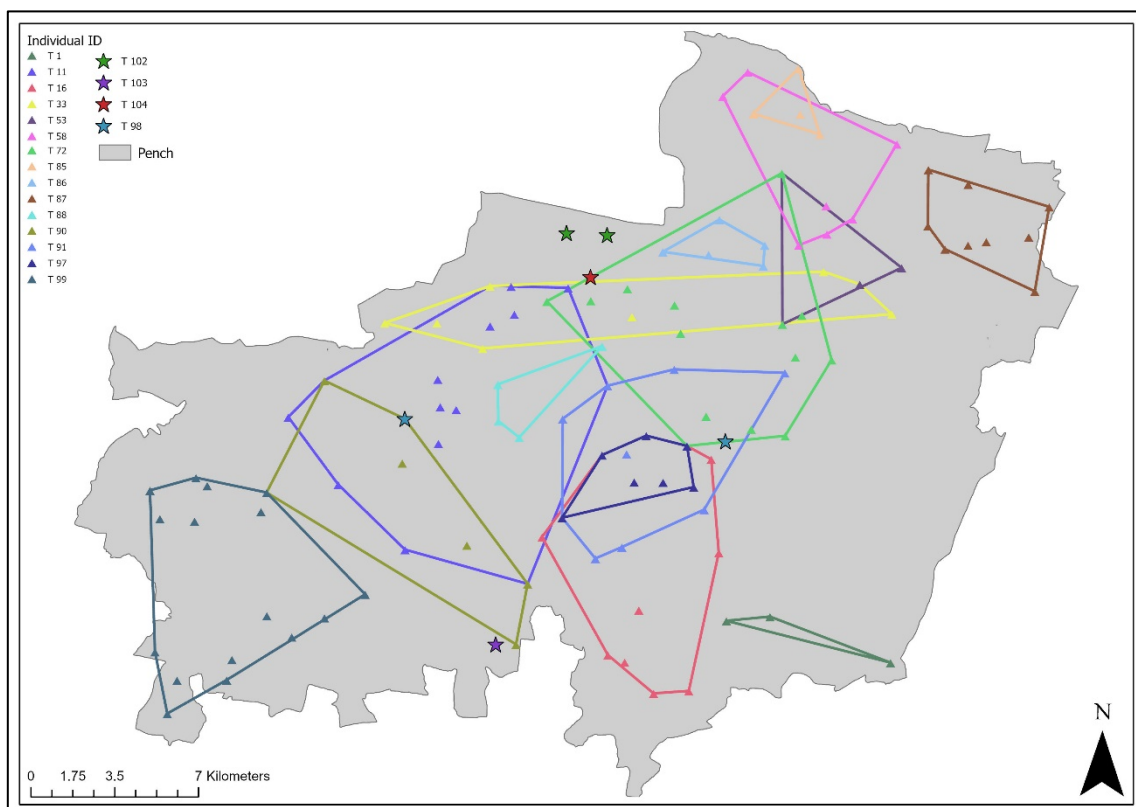 Individual ID
T 1
T 11
T 16
T 33
T 53
T 58
T 72
T 85
T 86
T 87
T 88
T 90
T 91
T 97
T 99
T 102
T 103
T 104
T 98
Pench
N
0 1.75 3.5 7 Kilometers